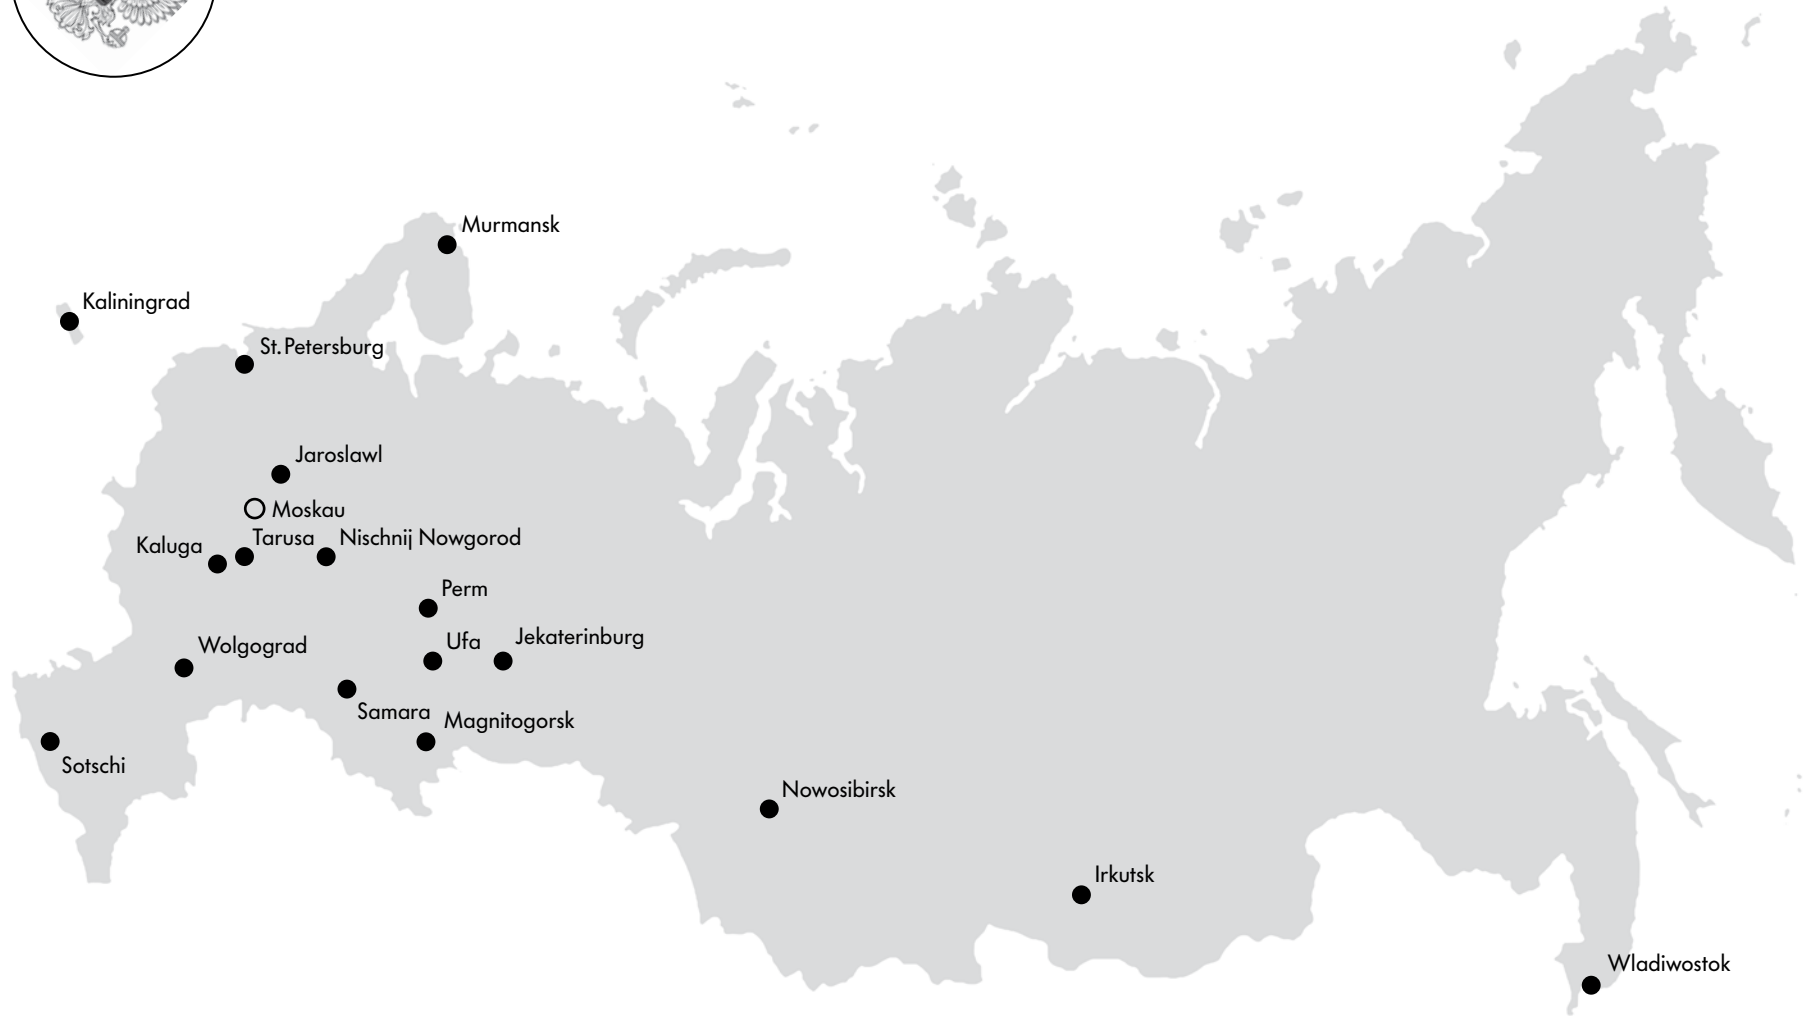 Murmansk
Kaliningrad
St. Petersburg
Jaroslawl
Moskau
Tarusa
Nischnij Nowgorod
Kaluga
Perm
Jekaterinburg
Ufa
Wolgograd
Samara
Magnitogorsk
Sotschi
Nowosibirsk
Irkutsk
Wladiwostok